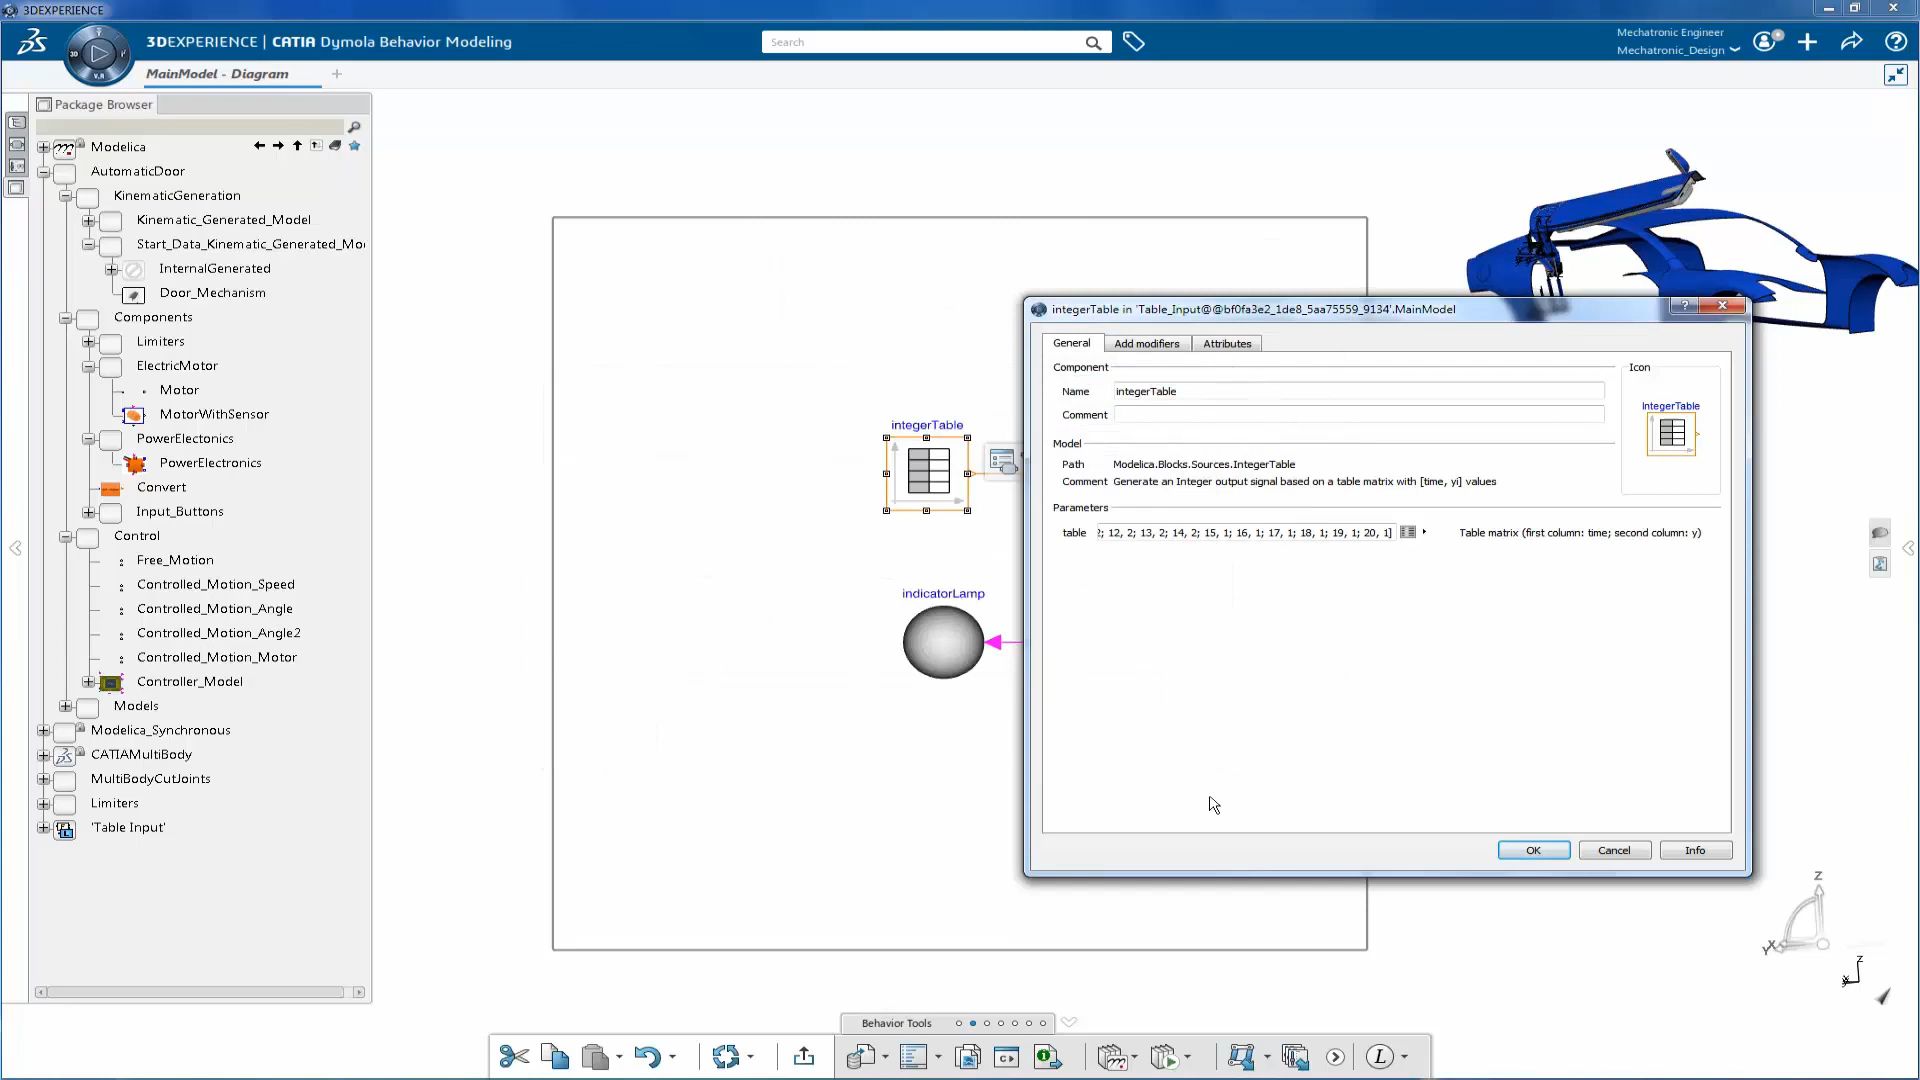 3DEXPERIENCE
3DEXPERIENCE | CATIA Dymola Behavior Modeling
Search
Mechatronic Engineer
Mechatronic_Design
3D
V.R
MainModel - Diagram
Package Browser
Modelica
AutomaticDoor
KinematicGeneration
Kinematic_Generated_Model
Start_Data_Kinematic_Generated_Mo
InternalGenerated
Door_Mechanism
Components
Limiters
ElectricMotor
Motor
MotorWithSensor
PowerElectonics
PowerElectronics
Convert
Input_Buttons
Control
Free_Motion
Controlled_Motion_Speed
Controlled_Motion_Angle
Controlled_Motion_Angle2
Controlled_Motion_Motor
Controller_Model
Models
Modelica_Synchronous
CATIAMultiBody
MultiBodyCutJoints
Limiters
'Table Input'
integerTable
indicatorLamp
integerTable in 'Table_Input@@bf0fa3e2_1de8_5aa75559_9134'.MainModel
General
Add modifiers
Attributes
Component
Name integerTable
Comment
Icon
IntegerTable
Model
Path Modelica.Blocks.Sources.IntegerTable
Comment Generate an Integer output signal based on a table matrix with [time, yi] values
Parameters
table 2; 12, 2; 13, 2; 14, 2; 15, 1; 16, 1; 17, 1; 18, 1; 19, 1; 20, 1] Table matrix (first column: time; second column: y)
OK
Cancel
Info
Z
Y X
Z
Behavior Tools
L